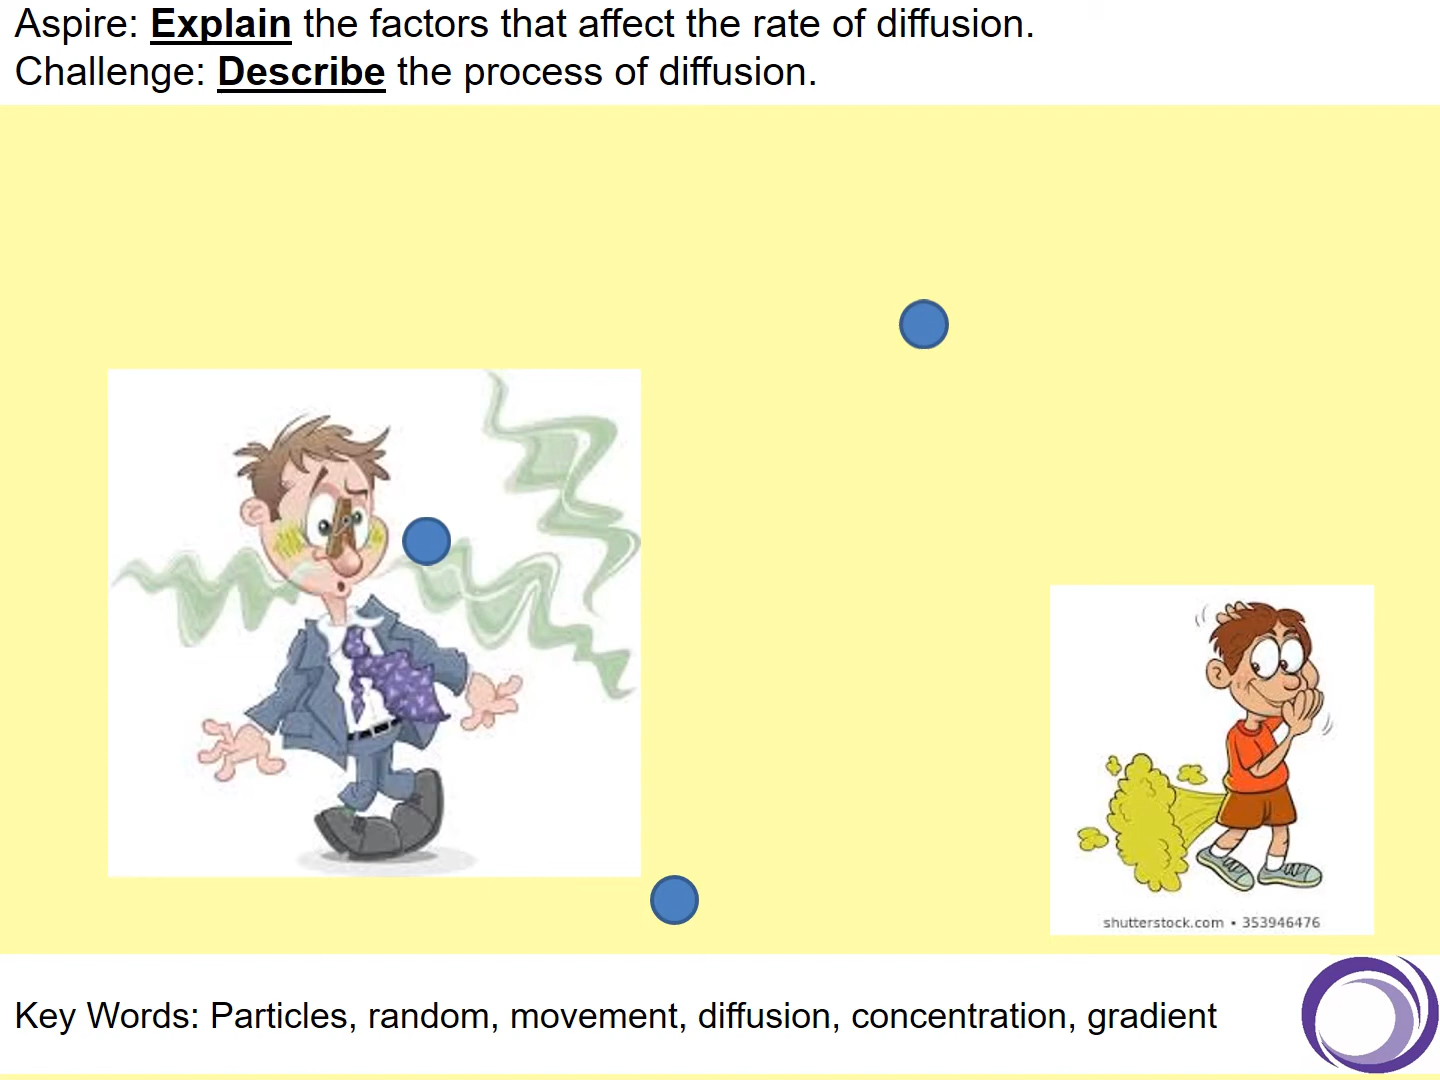 Aspire: Explain the factors that affect the rate of diffusion.
Challenge: Describe the process of diffusion.
shutterstock.com • 353946476
Key Words: Particles, random, movement, diffusion, concentration, gradient